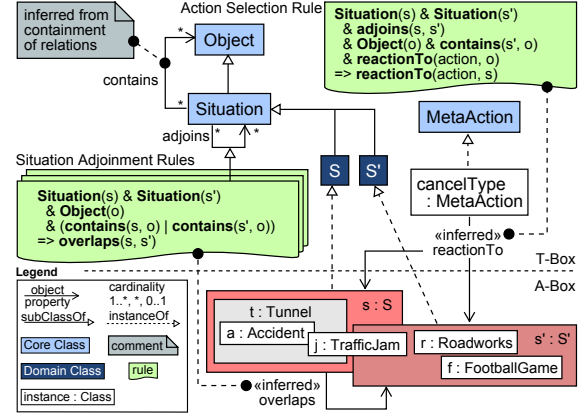 inferred from
containment
of relations
Action Selection Rule
Object
contains
*
*
Situation
adjoins
*
*
Situation(s) & Situation(s')
& adjoins(s, s')
& Object(o) & contains(s', o)
& reactionTo(action, o)
=> reactionTo(action, s)
MetaAction
Situation Adjoinment Rules
Situation(s) & Situation(s')
& Object(o)
& (contains(s, o) | contains(s', o))
=> overlaps(s, s')
S
S'
cancelType
: MetaAction
«inferred»
reactionTo
T-Box
A-Box
Legend
object
property
cardinality
1..*, *, 0..1
subClassOf
instanceOf
Core Class
comment
Domain Class
rule
instance : Class
t : Tunnel
s : S
a : Accident
j : TrafficJam
r : Roadworks
s' : S'
f : FootballGame
«inferred»
overlaps